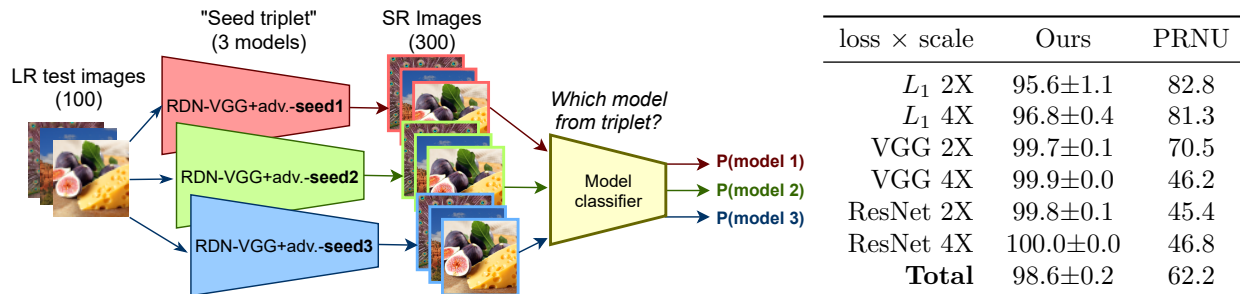 "Seed triplet"
(3 models)
SR Images
(300)
LR test images
(100)
RDN-VGG+adv.-seed1
RDN-VGG+adv.-seed2
RDN-VGG+adv.-seed3
Which model
from triplet?
Model
classifier
P(model 1)
P(model 2)
P(model 3)
loss × scale Ours PRNU
L₁ 2X 95.6±1.1 82.8
L₁ 4X 96.8±0.4 81.3
VGG 2X 99.7±0.1 70.5
VGG 4X 99.9±0.0 46.2
ResNet 2X 99.8±0.1 45.4
ResNet 4X 100.0±0.0 46.8
Total 98.6±0.2 62.2